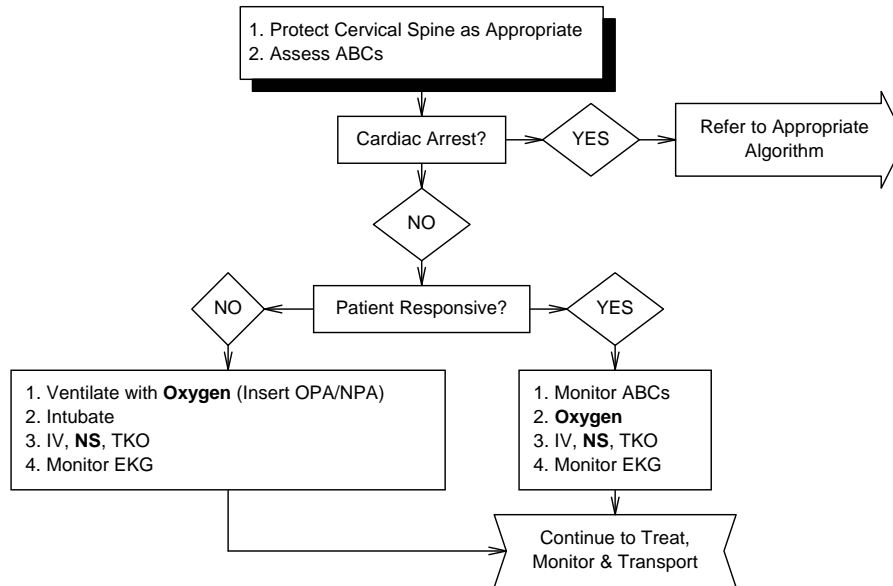 1. Protect Cervical Spine as Appropriate
2. Assess ABCs
Cardiac Arrest?
YES
Refer to Appropriate
Algorithm
NO
NO
Patient Responsive?
YES
1. Ventilate with Oxygen (Insert OPA/NPA)
2. Intubate
3. IV, NS, TKO
4. Monitor EKG
1. Monitor ABCs
2. Oxygen
3. IV, NS, TKO
4. Monitor EKG
Continue to Treat,
Monitor & Transport